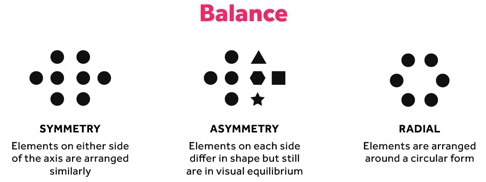 Balance
SYMMETRY
Elements on either side
of the axis are arranged
similarly
ASYMMETRY
Elements on each side
differ in shape but still
are in visual equilibrium
RADIAL
Elements are arranged
around a circular form